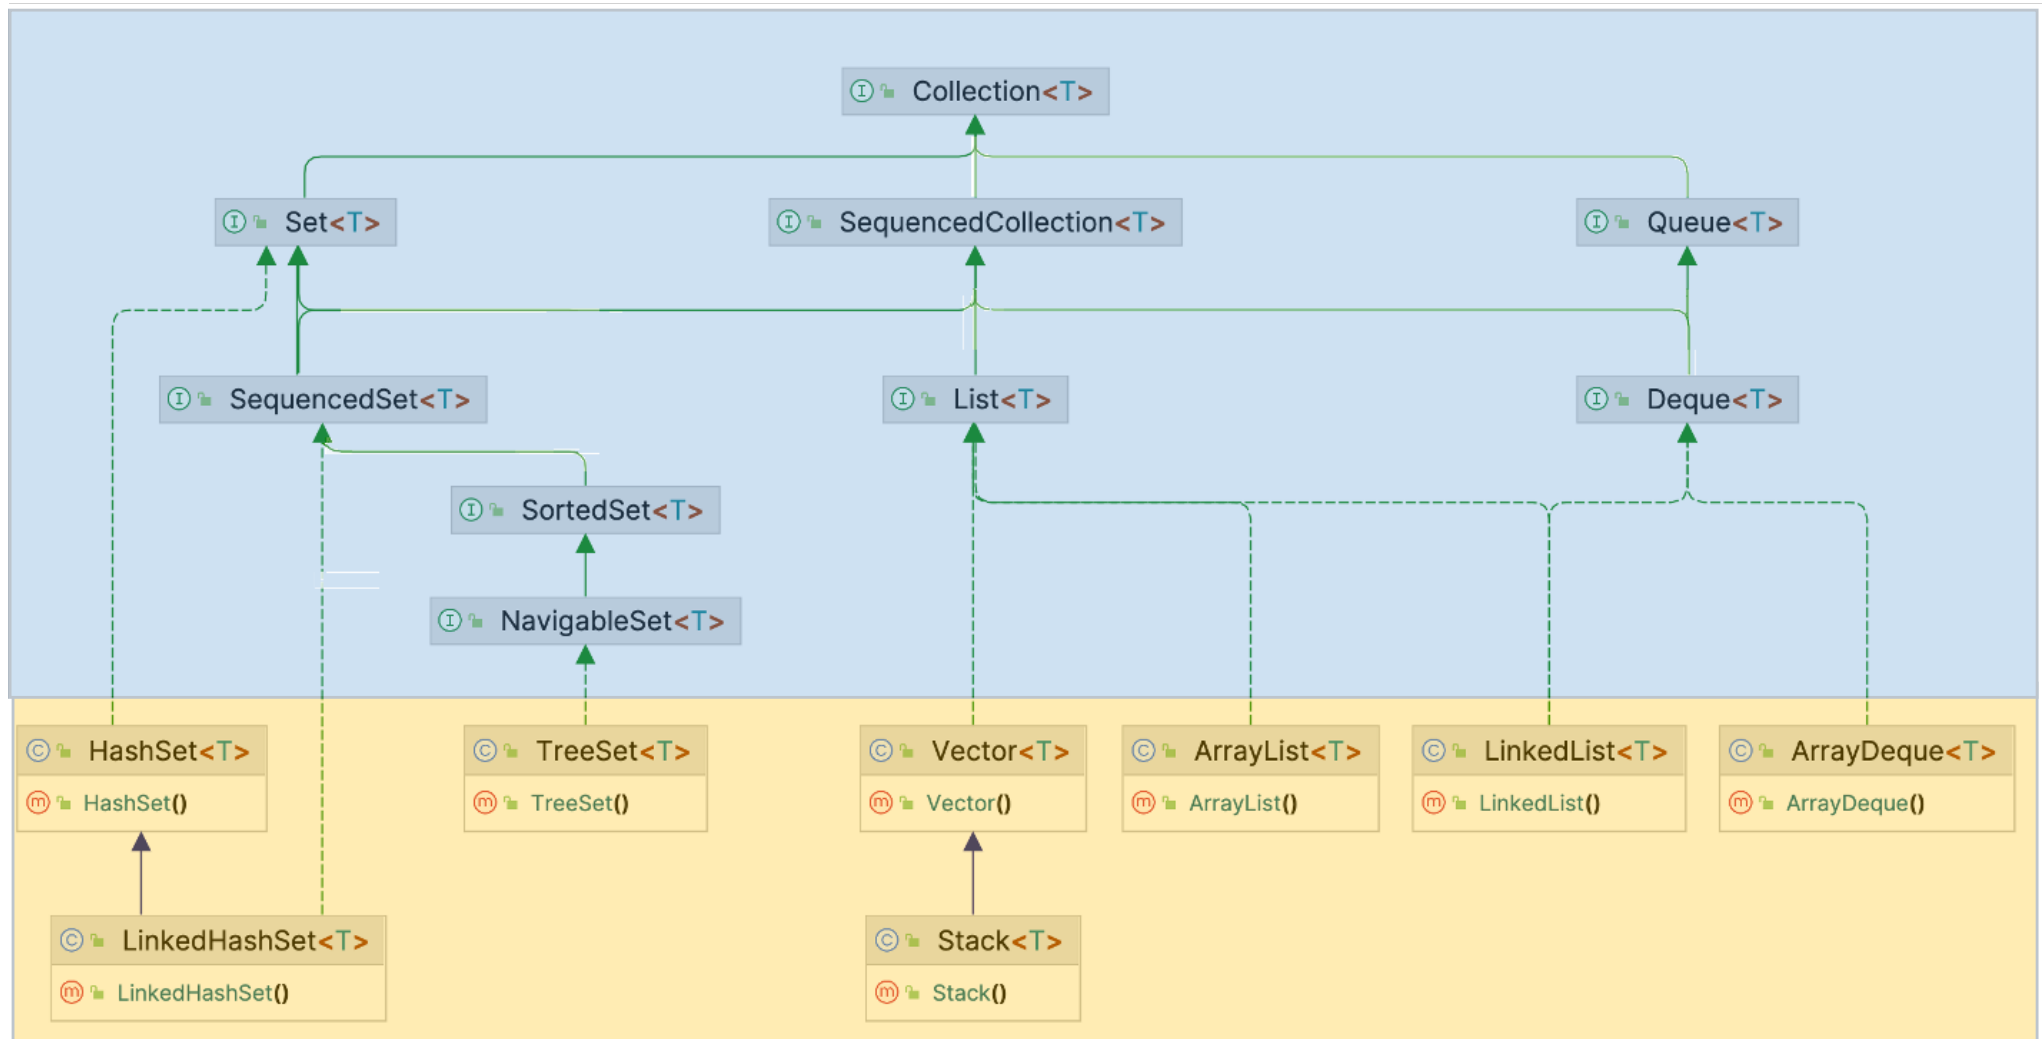 Collection<T>
Set<T>
SequencedCollection<T>
Queue<T>
SequencedSet<T>
List<T>
Deque<T>
SortedSet<T>
NavigableSet<T>
HashSet<T>
HashSet()
TreeSet<T>
TreeSet()
Vector<T>
Vector()
ArrayList<T>
ArrayList()
LinkedList<T>
LinkedList()
ArrayDeque<T>
ArrayDeque()
LinkedHashSet<T>
LinkedHashSet()
Stack<T>
Stack()